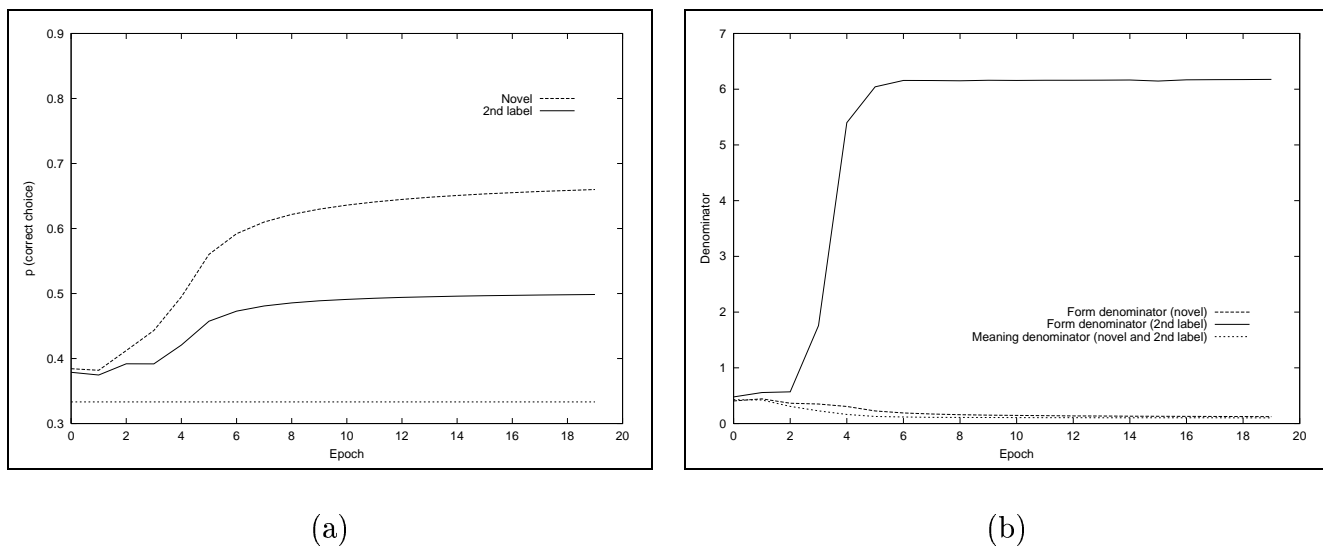 0.9
0.8
0.7
0.6
0.5
0.4
0.3
p (correct choice)
Novel
2nd label
0 2 4 6 8 10 12 14 16 18 20
Epoch
(a)
7
6
5
4
3
2
1
0
Denominator
Form denominator (novel)
Form denominator (2nd label)
Meaning denominator (novel and 2nd label)
0 2 4 6 8 10 12 14 16 18 20
Epoch
(b)